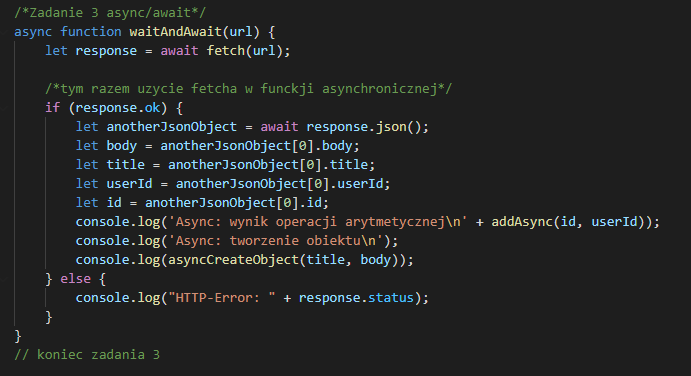 /*Zadanie 3 async/await*/
async function waitAndAwait(url) {
    let response = await fetch(url);

    /*tym razem uzycie fetcha w funckji asynchronicznej*/
    if (response.ok) {
        let anotherJsonObject = await response.json();
        let body = anotherJsonObject[0].body;
        let title = anotherJsonObject[0].title;
        let userId = anotherJsonObject[0].userId;
        let id = anotherJsonObject[0].id;
        console.log('Async: wynik operacji arytmetycznej\n' + addAsync(id, userId));
        console.log('Async: tworzenie obiektu\n');
        console.log(asyncCreateObject(title, body));
    } else {
        console.log("HTTP-Error: " + response.status);
    }
}
// koniec zadania 3